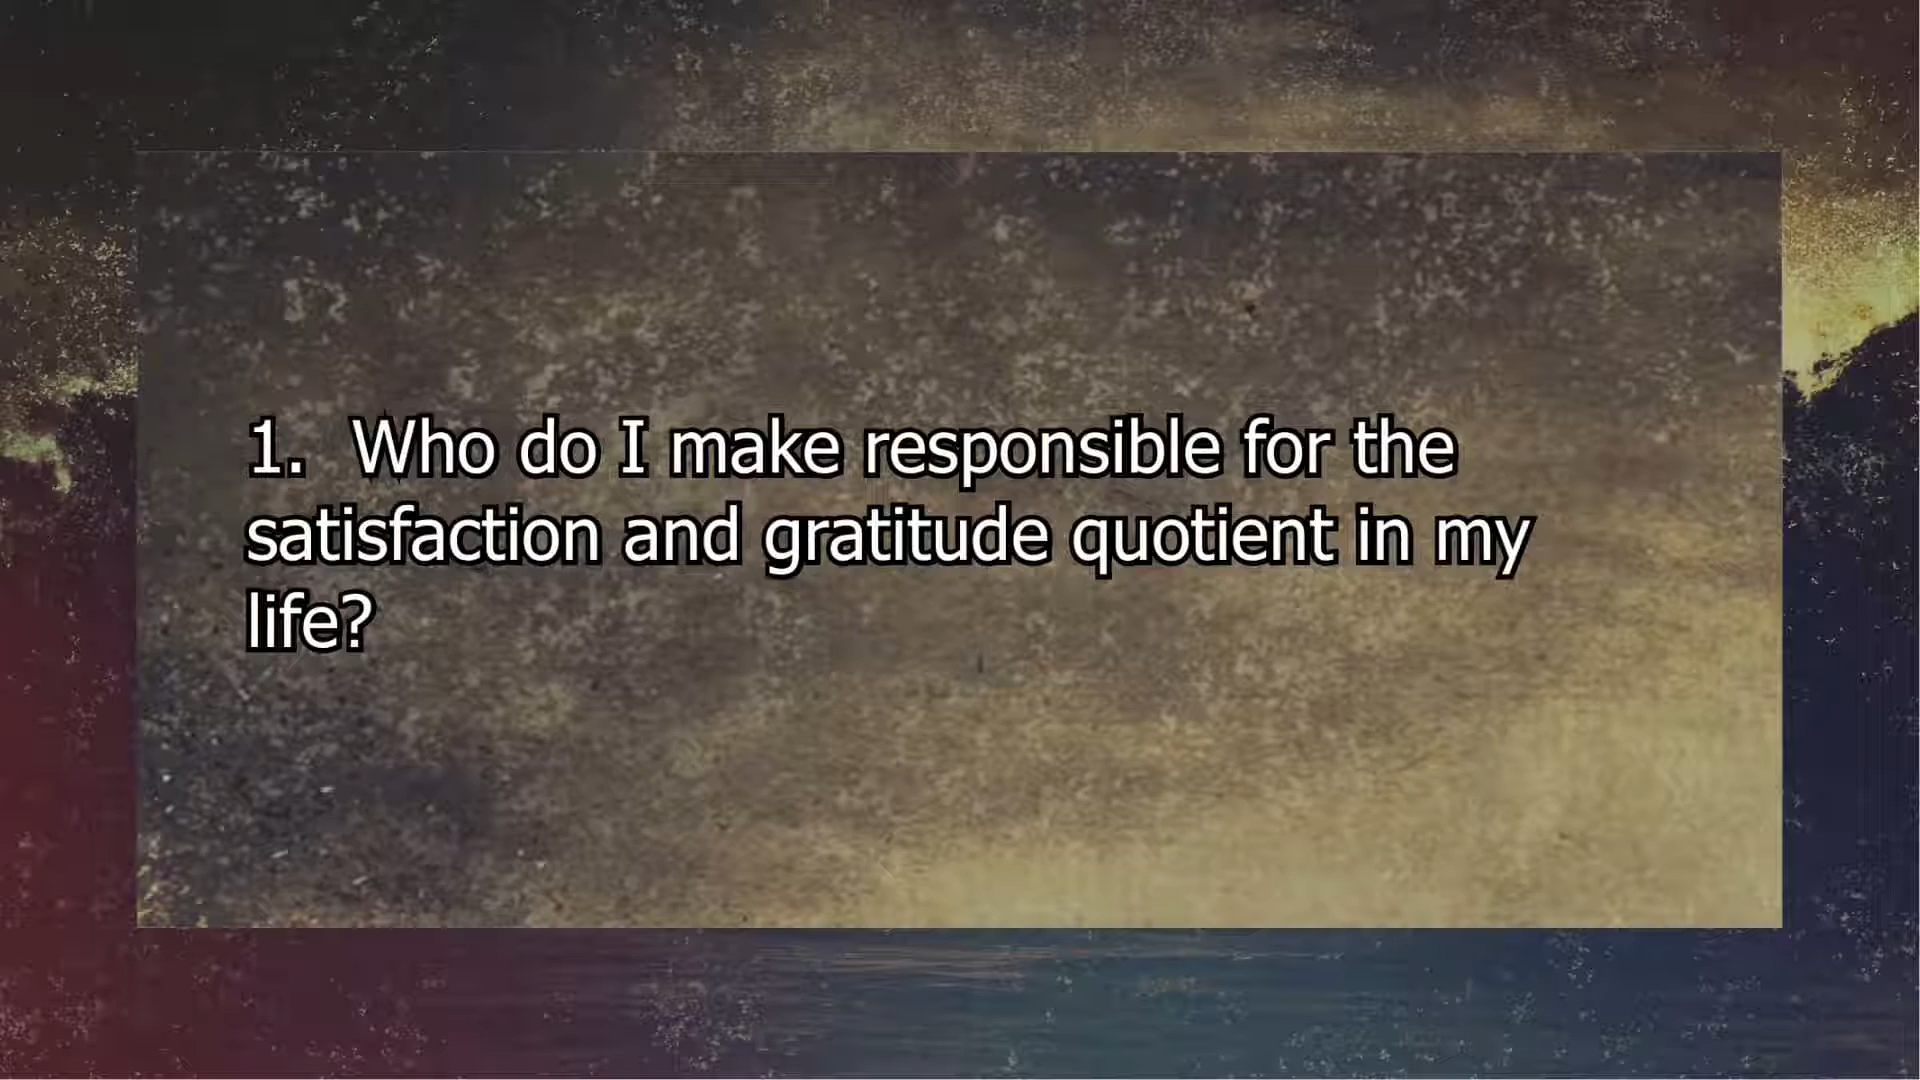 1. Who do I make responsible for the
satisfaction and gratitude quotient in my
life?